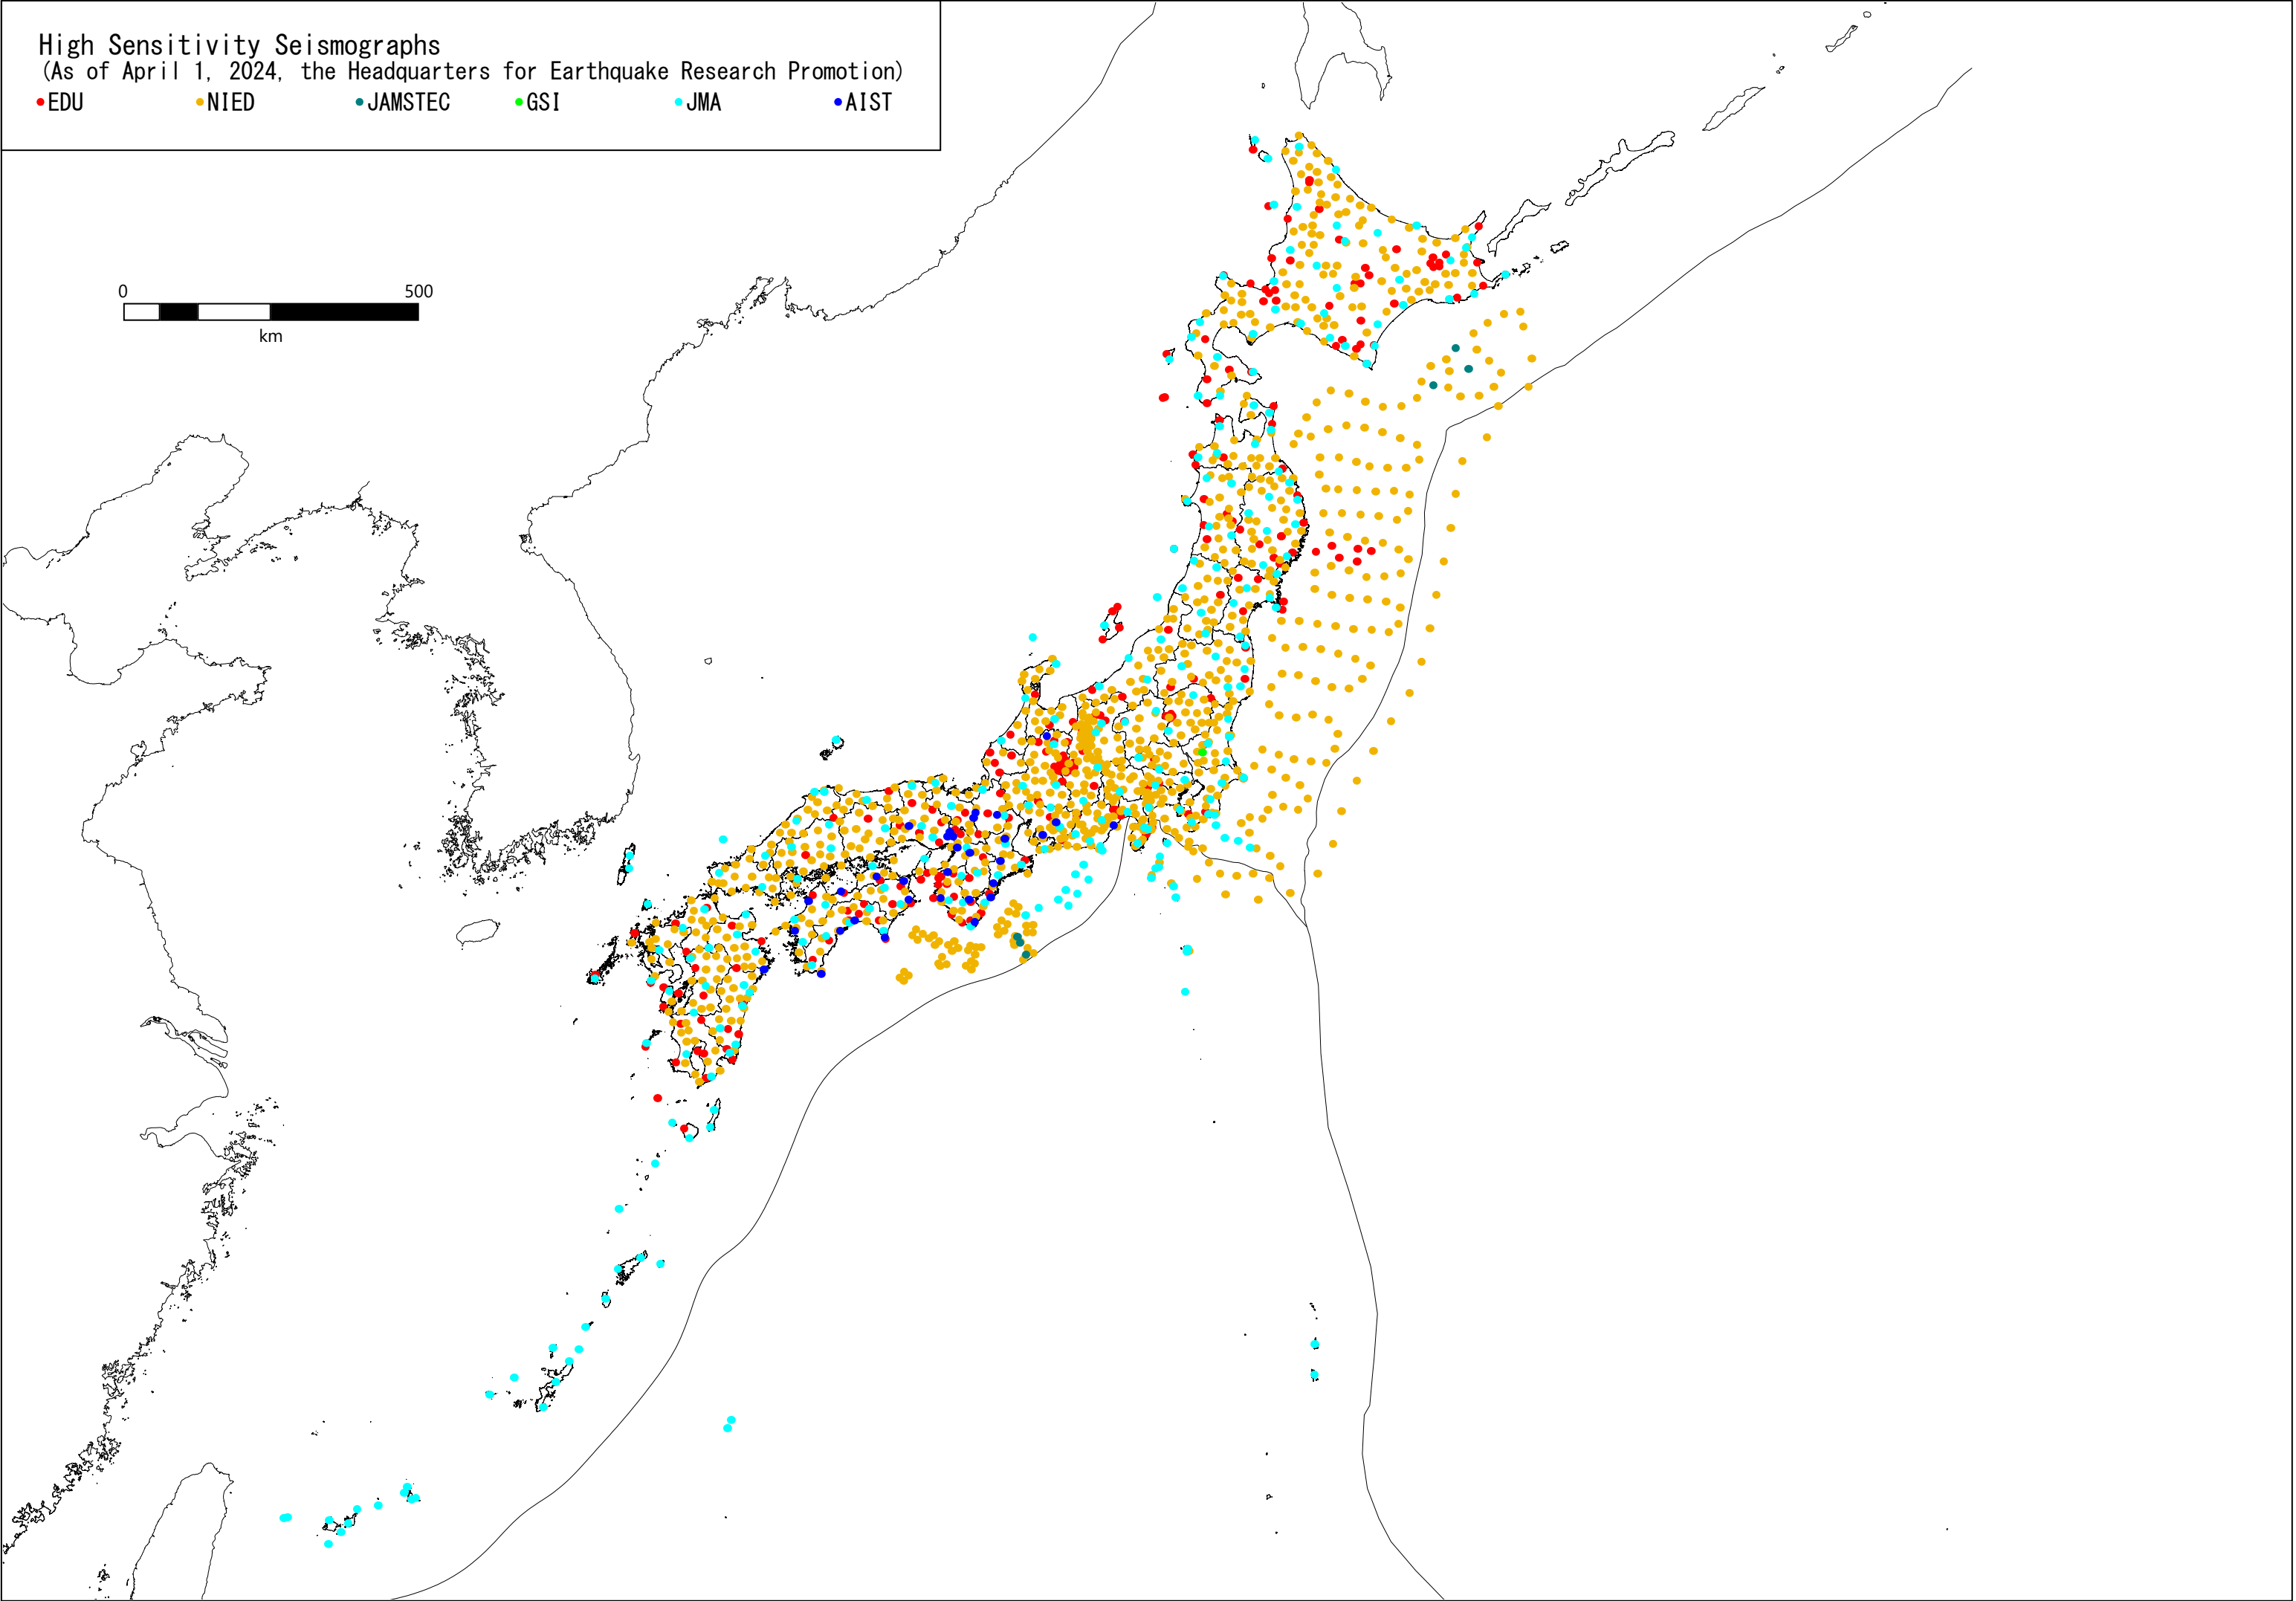 High Sensitivity Seismographs
(As of April 1, 2024, the Headquarters for Earthquake Research Promotion)
EDU NIED JAMSTEC GSI JMA AIST
0 500
km